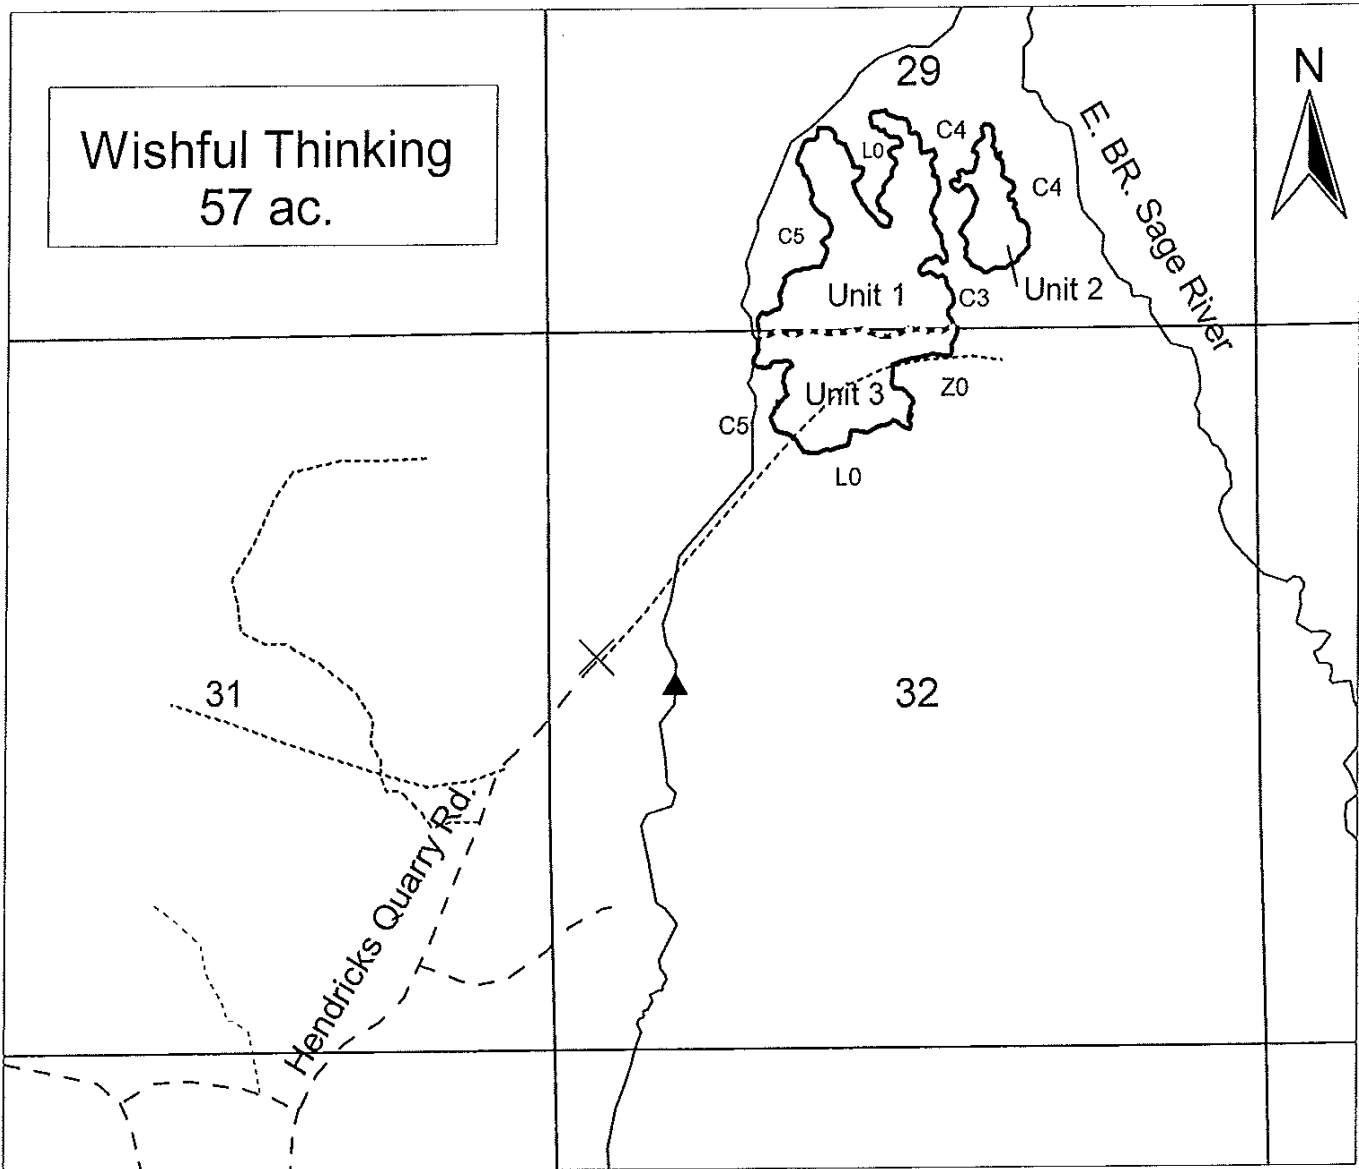 Wishful Thinking
57 ac.
29
N
C4
L0
C4
E. BR. Sage River
C5
Unit 1
C3
Unit 2
Unit 3
Z0
C5
L0
31
32
Hendricks Quarry Rd.